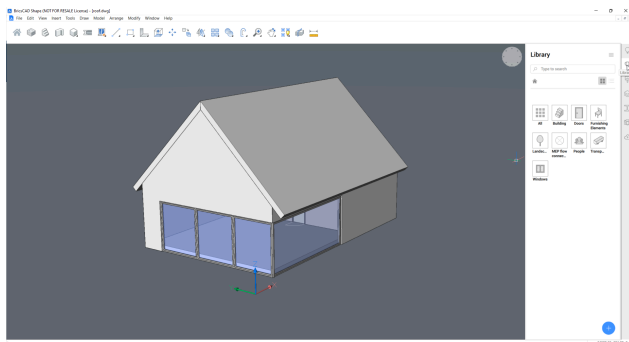 BricsCAD Shape (NOT FOR RESALE License) - [roof.dwg]
File Edit View Insert Tools Draw Model Arrange Modify Window Help
Library
Type to search
All
Building
Doors
Furnishing Elements
Landsc...
MEP flow connec...
People
Transp...
Windows